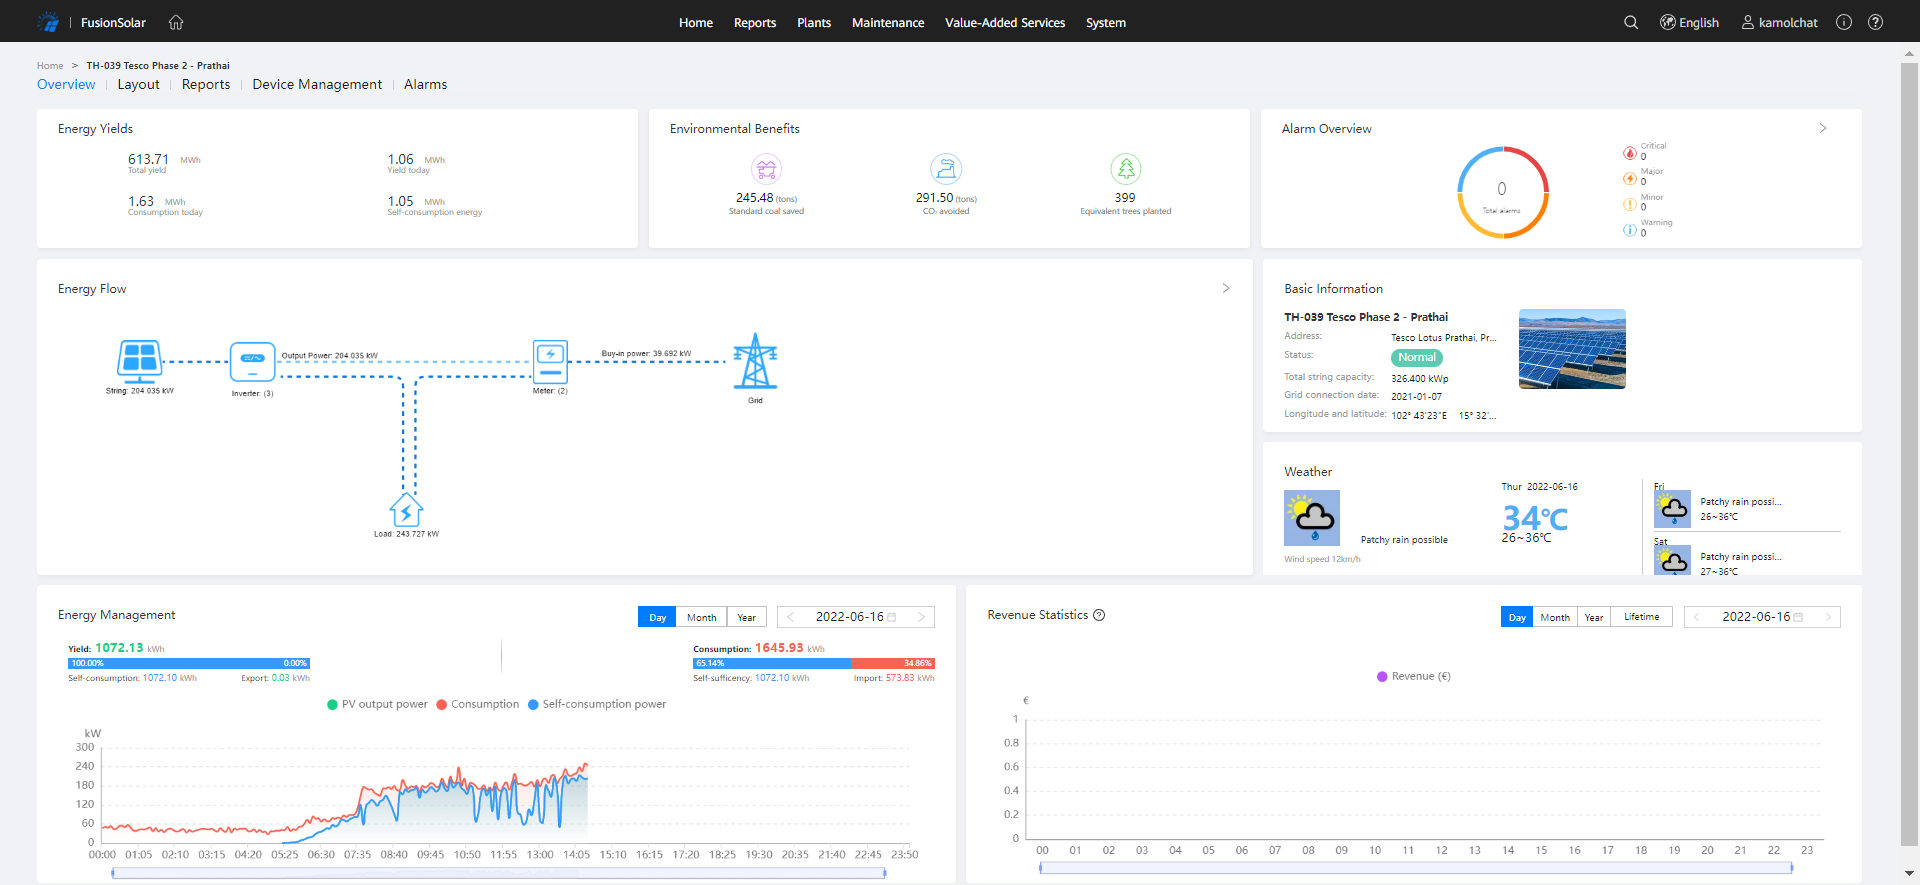 FusionSolar
Home Reports Plants Maintenance Value-Added Services System
English kamolchat
Home > TH-039 Tesco Phase 2 - Prathai
Overview Layout Reports Device Management Alarms
Energy Yields
613.71 MWh
Total yield
1.06 MWh
Yield today
1.63 MWh
Consumption today
1.05 MWh
Self-consumption energy
Environmental Benefits
245.48 (tons)
Standard coal saved
291.50 (tons)
CO₂ avoided
399
Equivalent trees planted
Alarm Overview
0
Total alarms
Critical
0
Major
0
Minor
0
Warning
0
Energy Flow
String: 204.035 kW
Inverter: (3)
Output Power: 204.035 kW
Meter: (2)
Buy-in power: 39.692 kW
Grid
Load: 243.727 kW
Basic Information
TH-039 Tesco Phase 2 - Prathai
Address: Tesco Lotus Prathai, Pr...
Status: Normal
Total string capacity: 326.400 kWp
Grid connection date: 2021-01-07
Longitude and latitude: 102° 43'23"E 15° 32'...
Weather
Patchy rain possible
Wind speed 12km/h
Thur 2022-06-16
34℃
26~36℃
Fri
Patchy rain possi...
26~36℃
Sat
Patchy rain possi...
27~36℃
Energy Management
Day Month Year
2022-06-16
Yield: 1072.13 kWh
100.00% 0.00%
Self-consumption: 1072.10 kWh Export: 0.03 kWh
Consumption: 1645.93 kWh
65.14% 34.86%
Self-sufficency: 1072.10 kWh Import: 573.83 kWh
PV output power Consumption Self-consumption power
kW
300
240
180
120
60
0
00:00 01:05 02:10 03:15 04:20 05:25 06:30 07:35 08:40 09:45 10:50 11:55 13:00 14:05 15:10 16:15 17:20 18:25 19:30 20:35 21:40 22:45 23:50
Revenue Statistics
Day Month Year Lifetime
2022-06-16
Revenue (€)
€
1
0.8
0.6
0.4
0.2
0
00 01 02 03 04 05 06 07 08 09 10 11 12 13 14 15 16 17 18 19 20 21 22 23